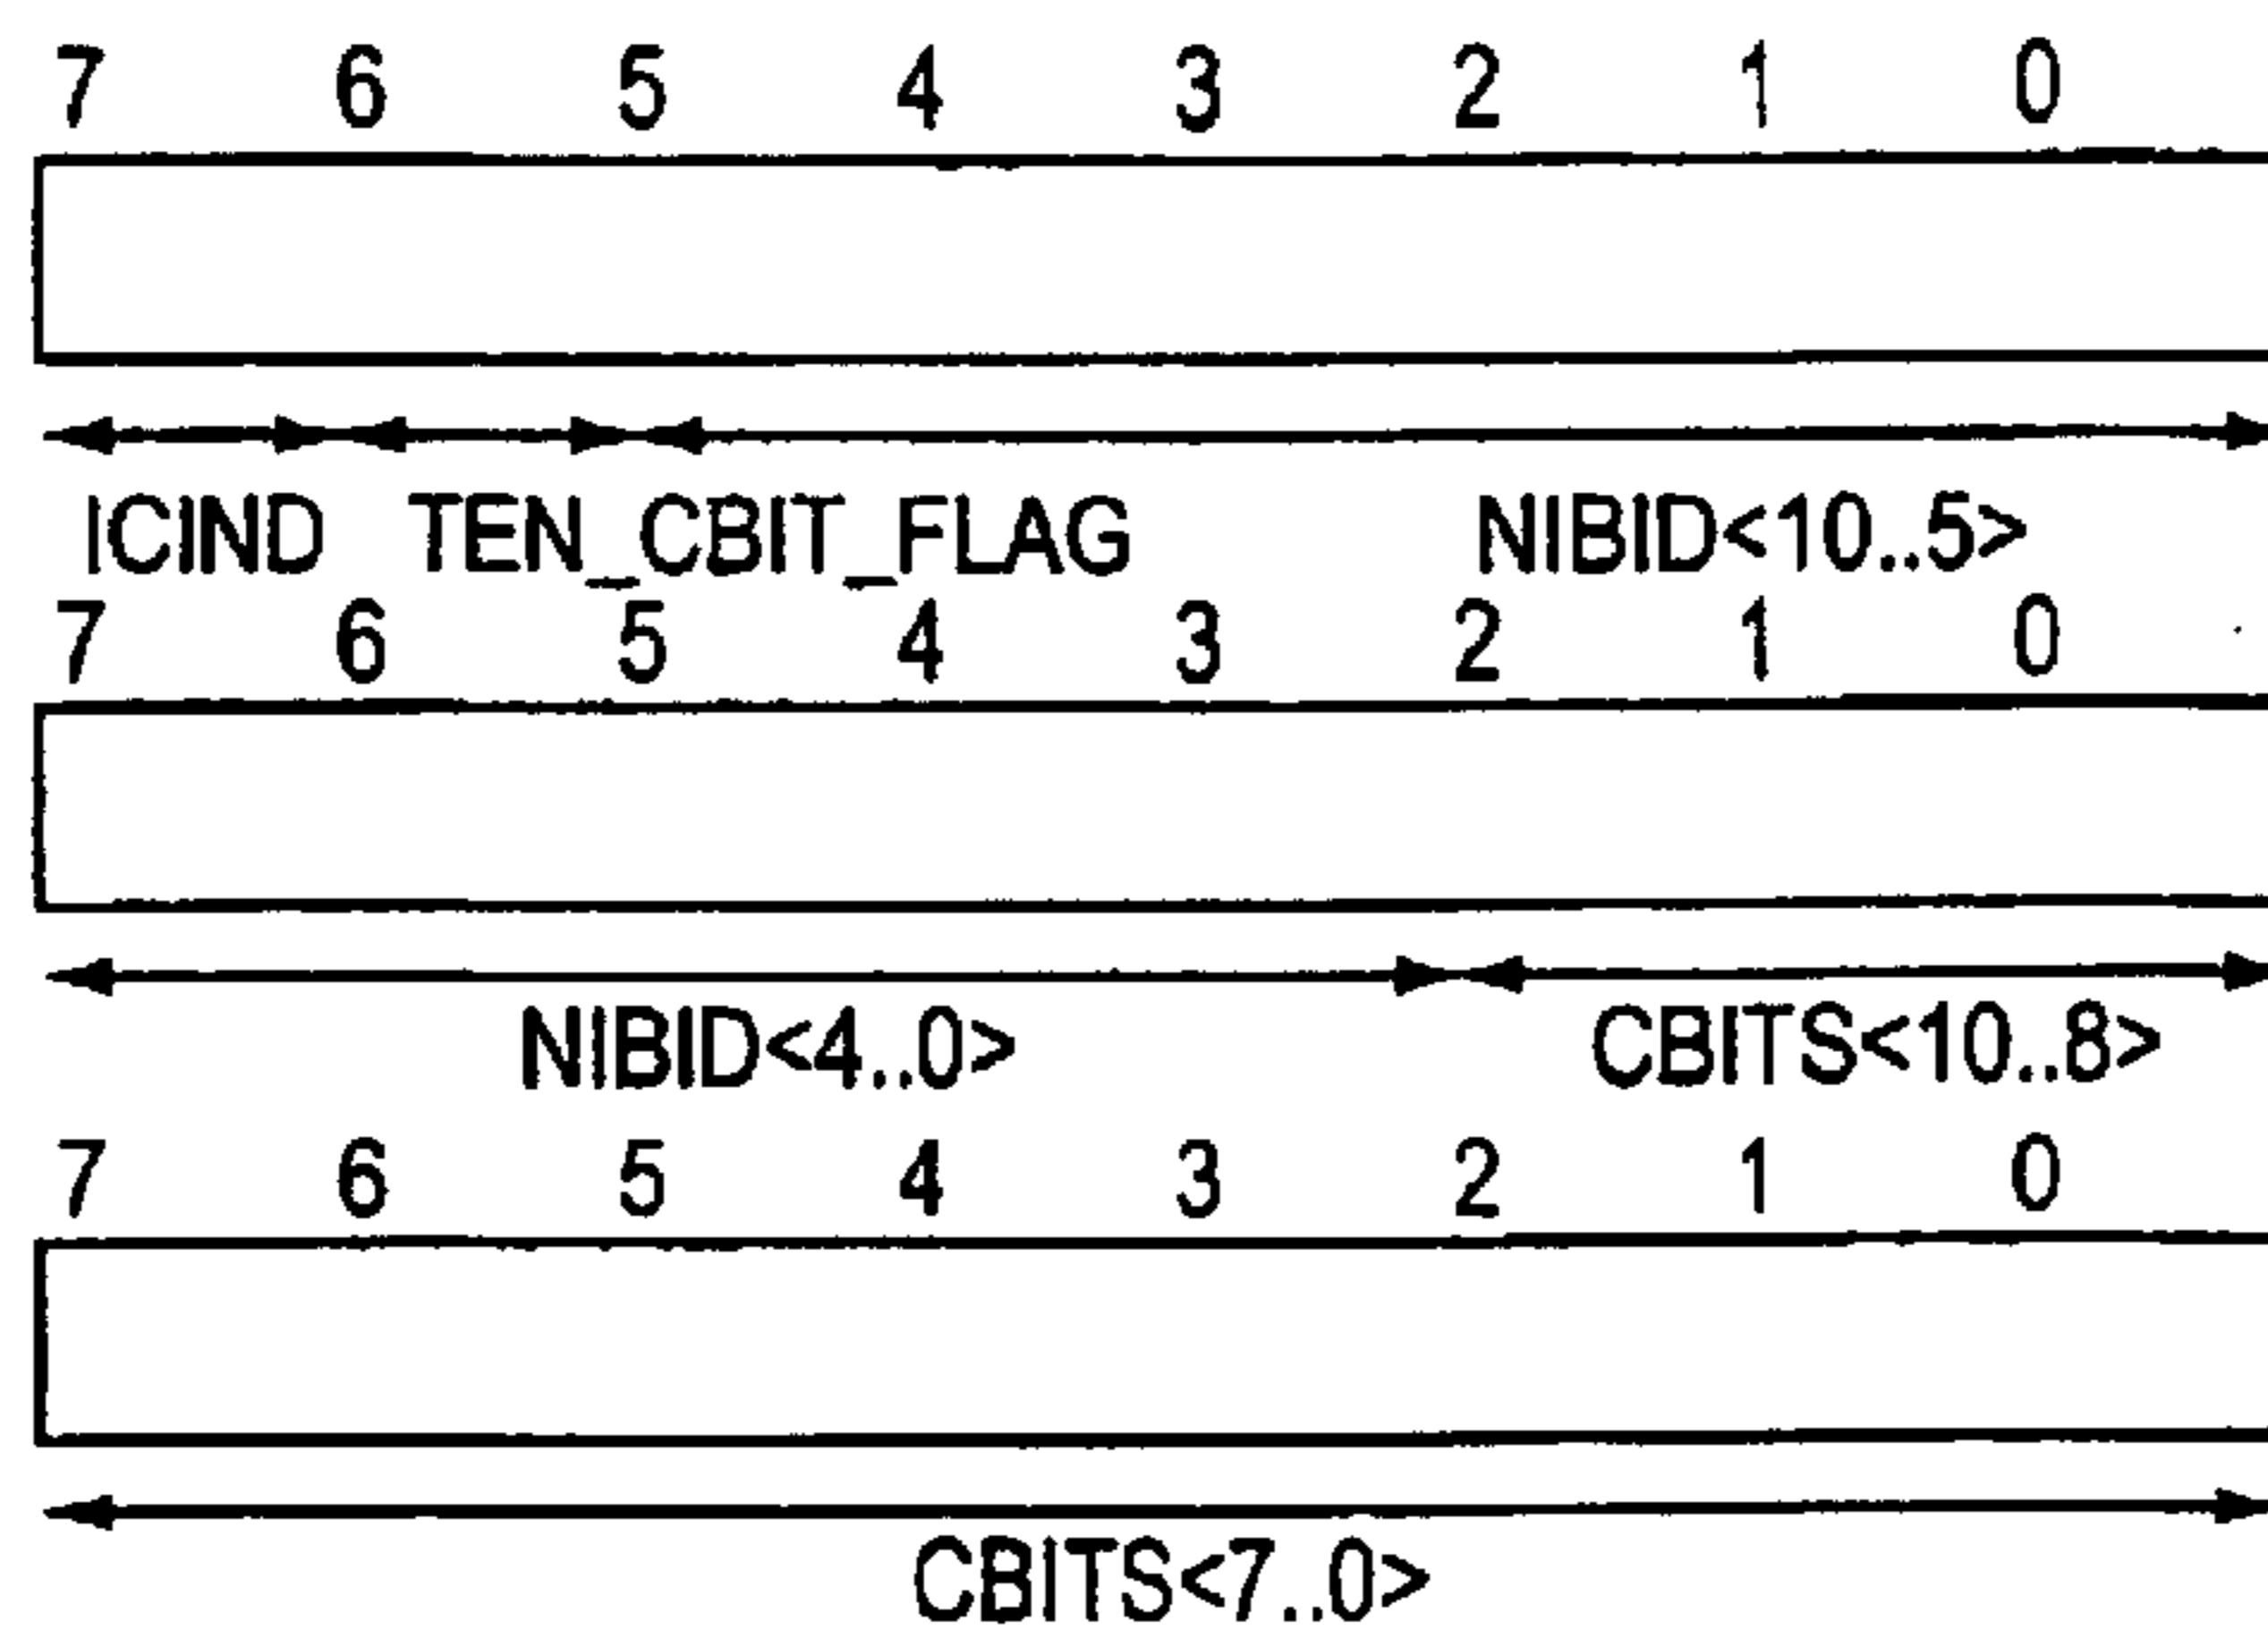 7 6 5 4 3 2 1 0
ICIND TEN_CBIT_FLAG NIBID<10..5>
7 6 5 4 3 2 1 0
NIBID<4..0> CBITS<10..8>
7 6 5 4 3 2 1 0
CBITS<7..0>